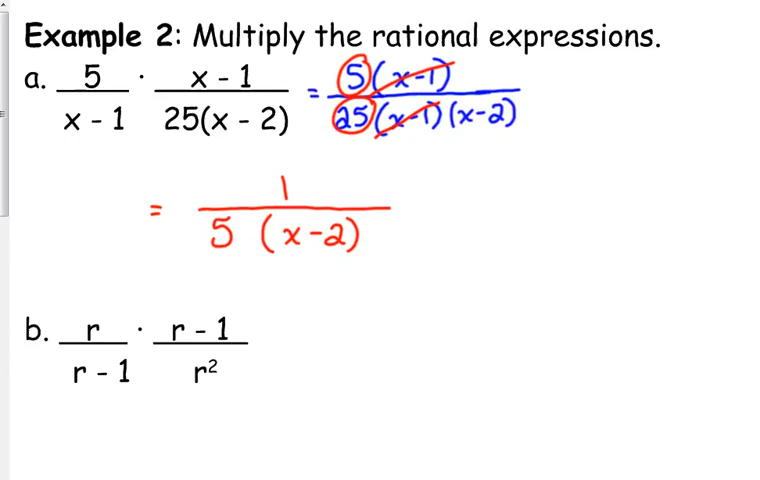 Example 2: Multiply the rational expressions.
a. 5/(x - 1) · (x - 1)/(25(x - 2)) = 5(x-1)/(25(x-1)(x-2))
= 1/(5 (x-2))
b. r/(r - 1) · (r - 1)/r²